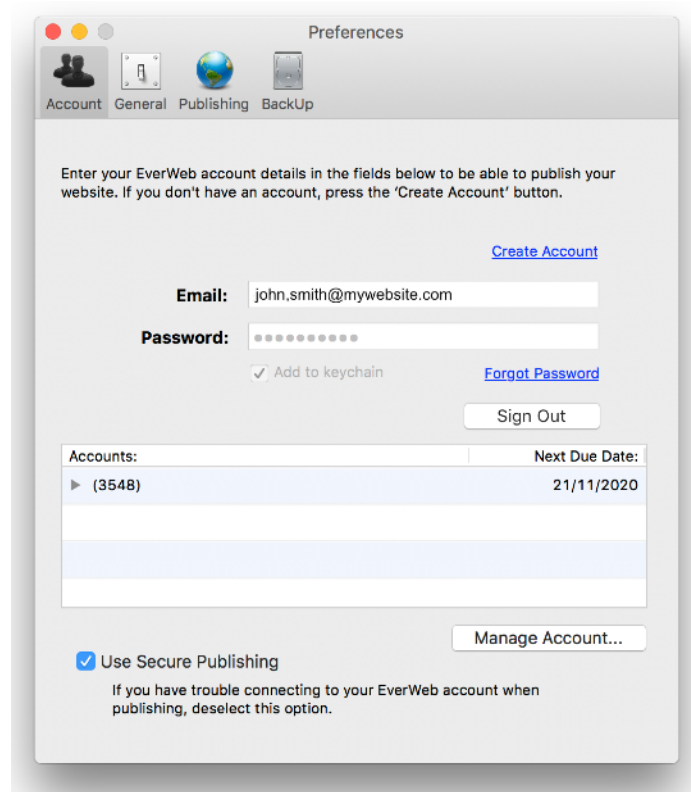 Preferences
Account General Publishing BackUp
Enter your EverWeb account details in the fields below to be able to publish your
website. If you don't have an account, press the ‘Create Account’ button.
Create Account
Email: john,smith@mywebsite.com
Password:
Add to keychain Forgot Password
Sign Out
Accounts: Next Due Date:
(3548) 21/11/2020
Manage Account...
Use Secure Publishing
If you have trouble connecting to your EverWeb account when
publishing, deselect this option.